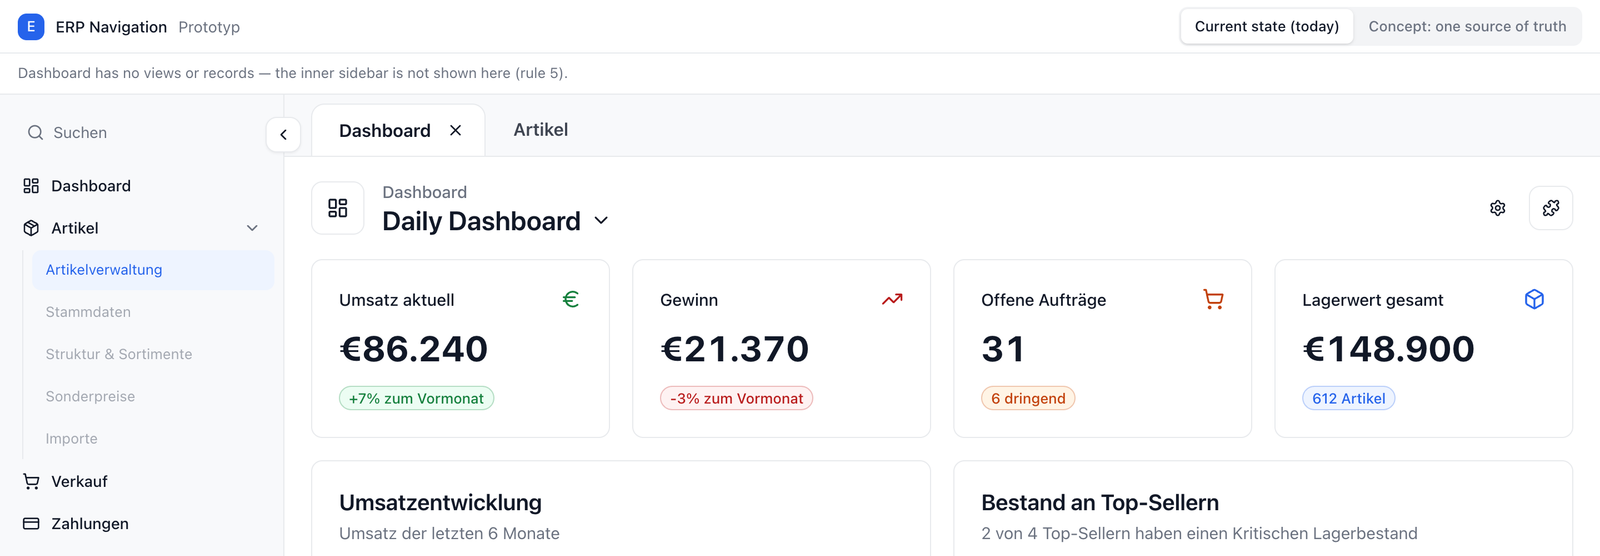 E ERP Navigation Prototyp
Current state (today) Concept: one source of truth
Dashboard has no views or records — the inner sidebar is not shown here (rule 5).
Suchen
Dashboard
Artikel
Artikelverwaltung
Stammdaten
Struktur & Sortimente
Sonderpreise
Importe
Verkauf
Zahlungen
Dashboard Artikel
Dashboard
Daily Dashboard
Umsatz aktuell €
€86.240
+7% zum Vormonat
Gewinn
€21.370
-3% zum Vormonat
Offene Aufträge
31
6 dringend
Lagerwert gesamt
€148.900
612 Artikel
Umsatzentwicklung
Umsatz der letzten 6 Monate
Bestand an Top-Sellern
2 von 4 Top-Sellern haben einen Kritischen Lagerbestand